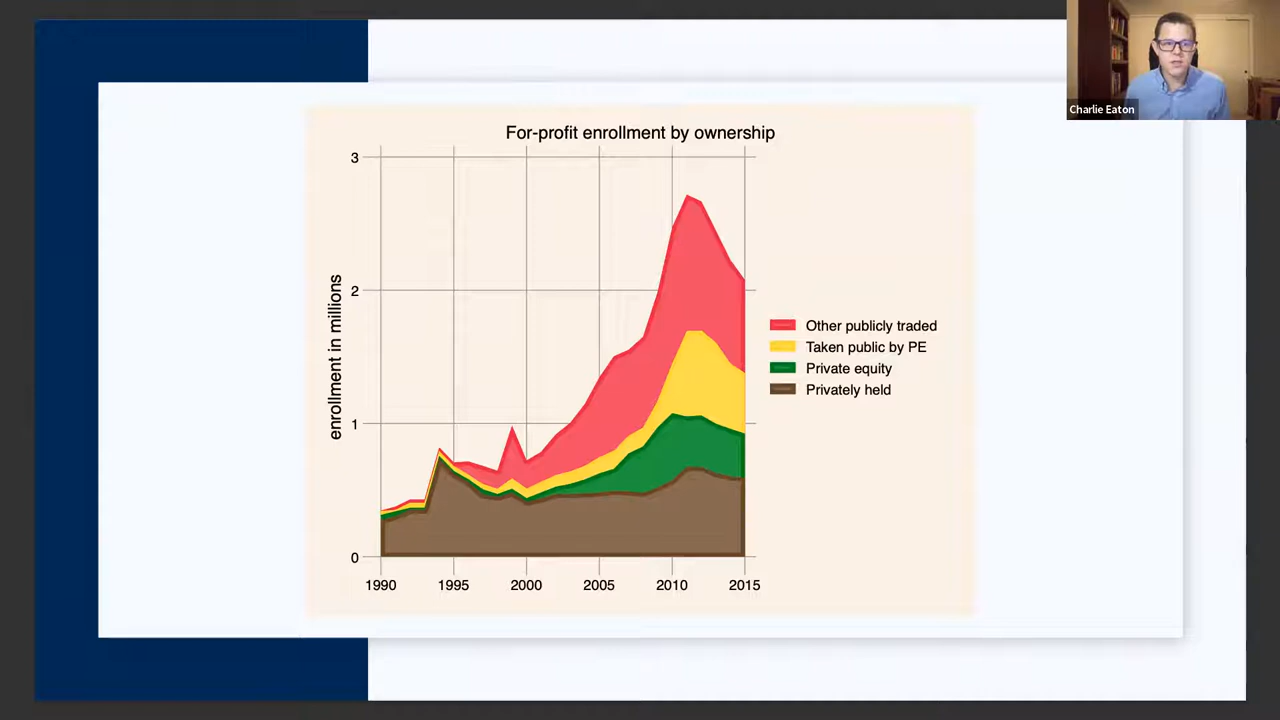 Charlie Eaton
For-profit enrollment by ownership
3
2
1
0
enrollment in millions
1990 1995 2000 2005 2010 2015
Other publicly traded
Taken public by PE
Private equity
Privately held